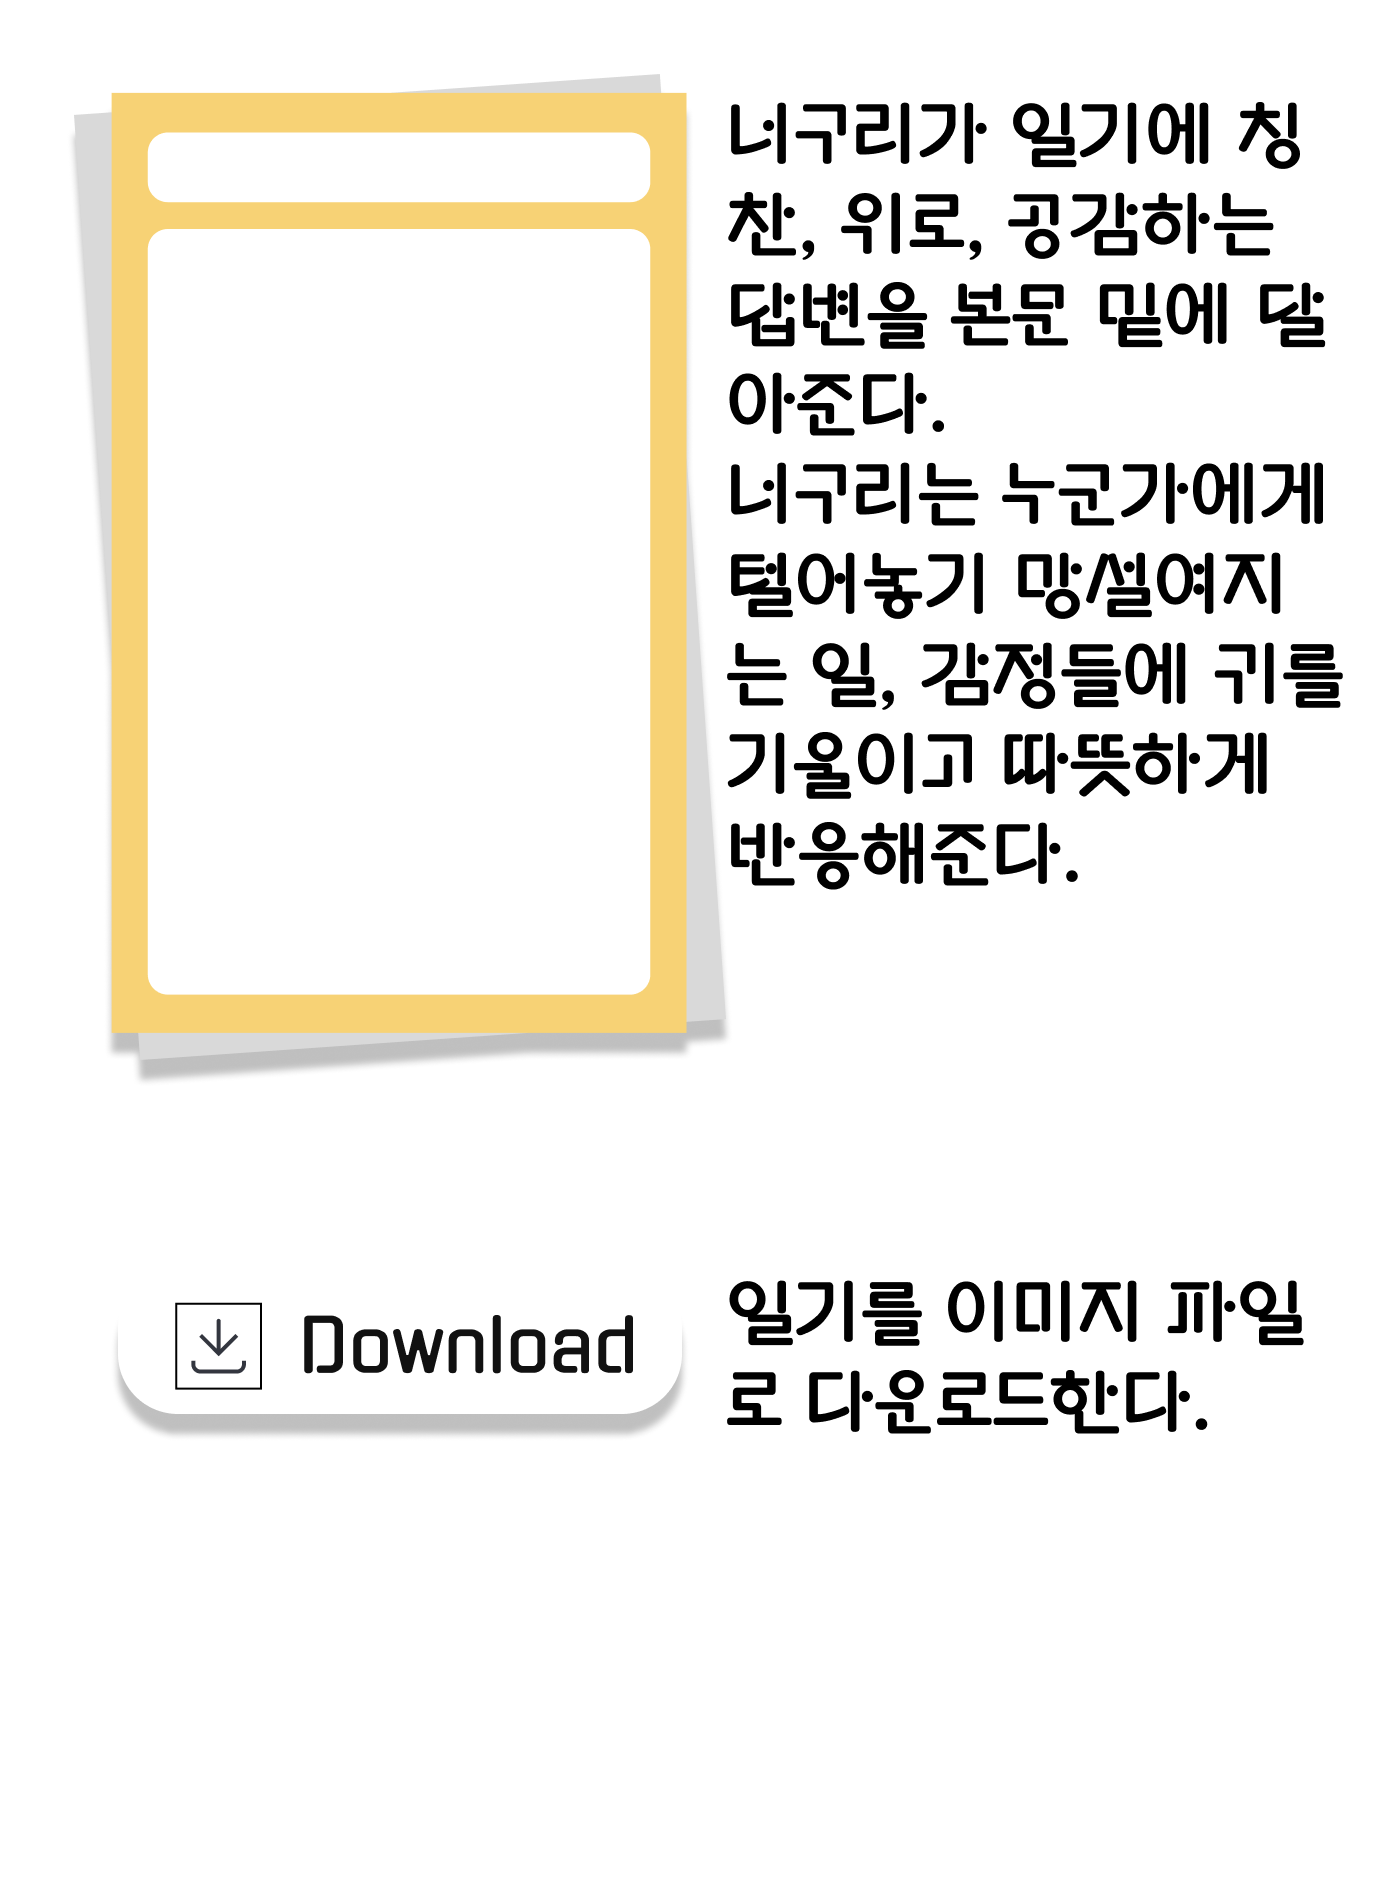 너구리가 일기에 칭
찬, 위로, 공감하는
답변을 본문 밑에 달
아준다.
너구리는 누군가에게
털어놓기 망설여지
는 일, 감정들에 귀를
기울이고 따뜻하게
반응해준다.
Download
일기를 이미지 파일
로 다운로드한다.